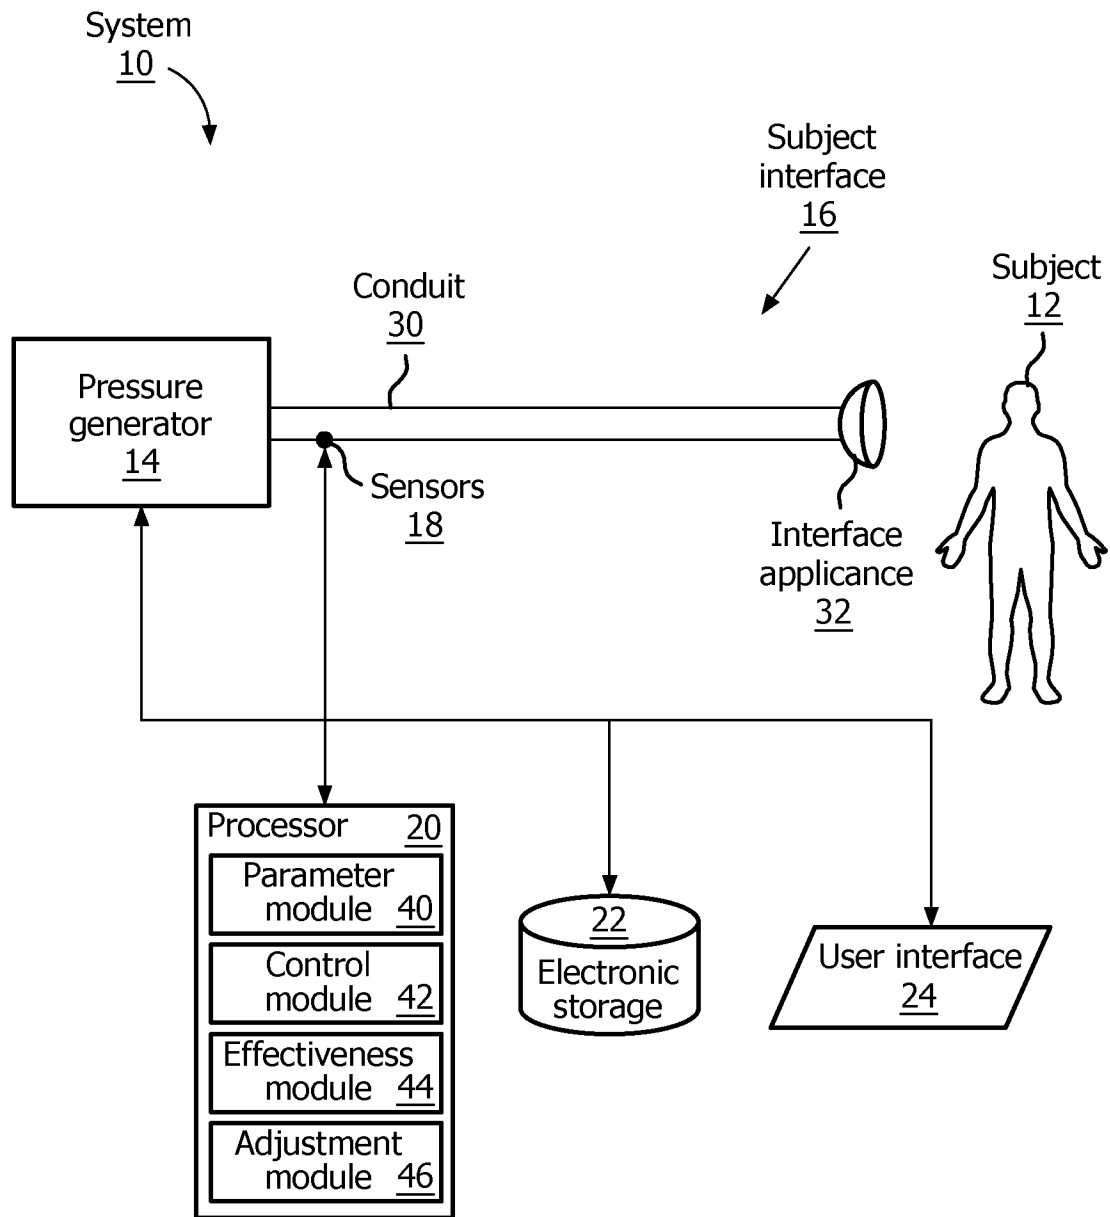 System
10
Subject
interface
16
Subject
12
Conduit
30
Pressure
generator
14
Sensors
18
Interface
applicance
32
Processor 20
Parameter
module 40
Control
module 42
Effectiveness
module 44
Adjustment
module 46
22
Electronic
storage
User interface
24